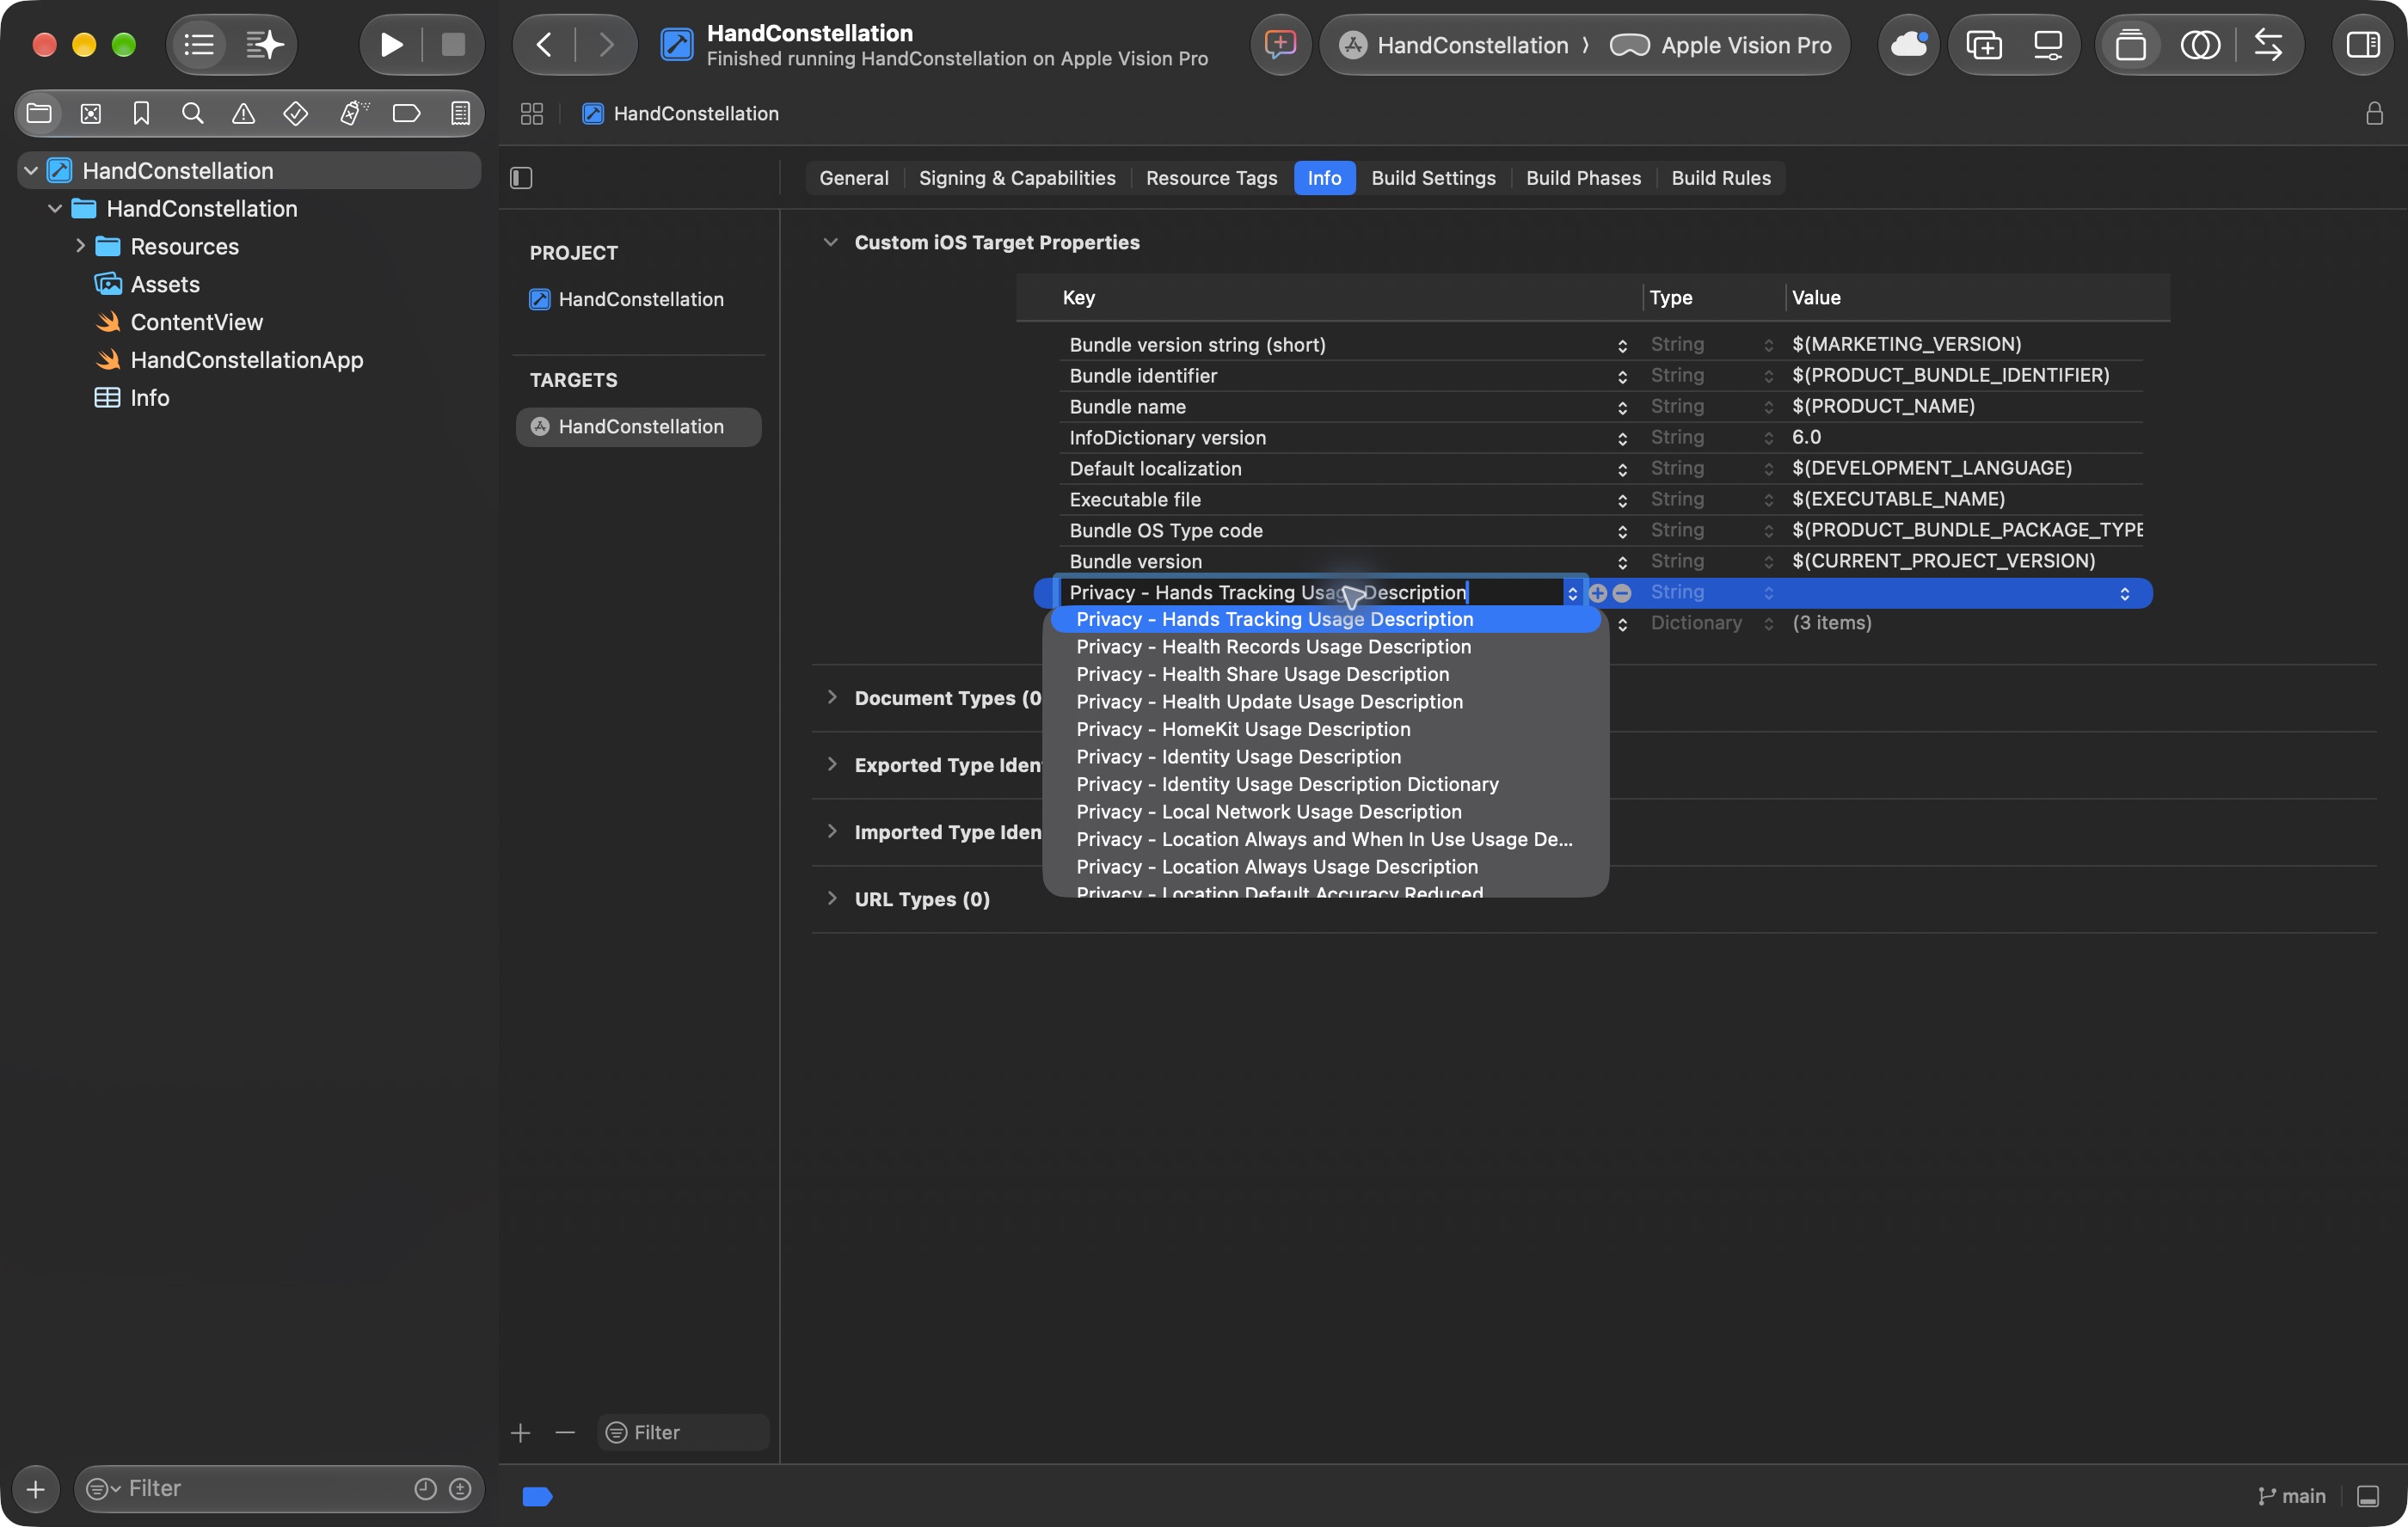 HandConstellation
Finished running HandConstellation on Apple Vision Pro
HandConstellation
Apple Vision Pro
HandConstellation
HandConstellation
HandConstellation
Resources
Assets
ContentView
HandConstellationApp
Info
General
Signing & Capabilities
Resource Tags
Info
Build Settings
Build Phases
Build Rules
PROJECT
HandConstellation
TARGETS
HandConstellation
Custom iOS Target Properties
Key Type Value
Bundle version string (short) String $(MARKETING_VERSION)
Bundle identifier String $(PRODUCT_BUNDLE_IDENTIFIER)
Bundle name String $(PRODUCT_NAME)
InfoDictionary version String 6.0
Default localization String $(DEVELOPMENT_LANGUAGE)
Executable file String $(EXECUTABLE_NAME)
Bundle OS Type code String $(PRODUCT_BUNDLE_PACKAGE_TYPE
Bundle version String $(CURRENT_PROJECT_VERSION)
Privacy - Hands Tracking Usage Description String
Dictionary (3 items)
Privacy - Hands Tracking Usage Description
Privacy - Health Records Usage Description
Privacy - Health Share Usage Description
Privacy - Health Update Usage Description
Privacy - HomeKit Usage Description
Privacy - Identity Usage Description
Privacy - Identity Usage Description Dictionary
Privacy - Local Network Usage Description
Privacy - Location Always and When In Use Usage De...
Privacy - Location Always Usage Description
Privacy - Location Default Accuracy Reduced
Document Types (0
Exported Type Iden
Imported Type Iden
URL Types (0)
Filter
Filter
main